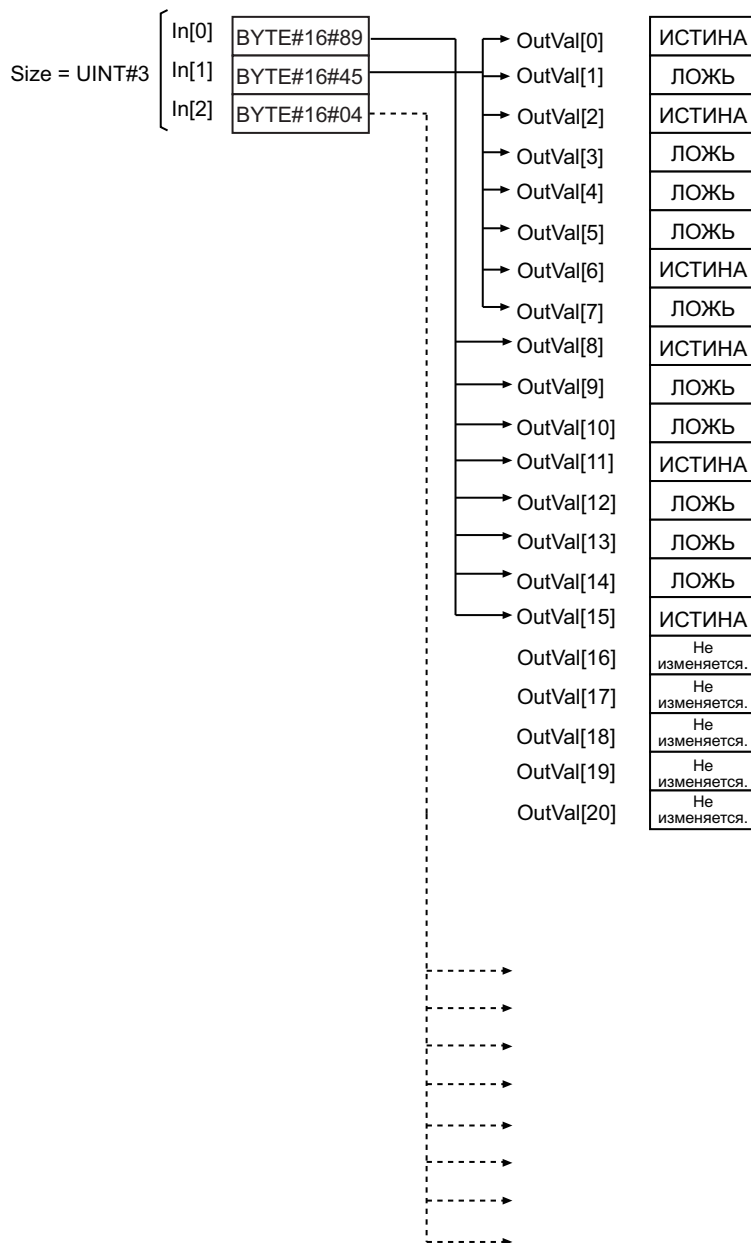 Size = UINT#3
In[0] BYTE#16#89
In[1] BYTE#16#45
In[2] BYTE#16#04
OutVal[0] ИСТИНА
OutVal[1] ЛОЖЬ
OutVal[2] ИСТИНА
OutVal[3] ЛОЖЬ
OutVal[4] ЛОЖЬ
OutVal[5] ЛОЖЬ
OutVal[6] ИСТИНА
OutVal[7] ЛОЖЬ
OutVal[8] ИСТИНА
OutVal[9] ЛОЖЬ
OutVal[10] ЛОЖЬ
OutVal[11] ИСТИНА
OutVal[12] ЛОЖЬ
OutVal[13] ЛОЖЬ
OutVal[14] ЛОЖЬ
OutVal[15] ИСТИНА
OutVal[16] Не
изменяется.
OutVal[17] Не
изменяется.
OutVal[18] Не
изменяется.
OutVal[19] Не
изменяется.
OutVal[20] Не
изменяется.